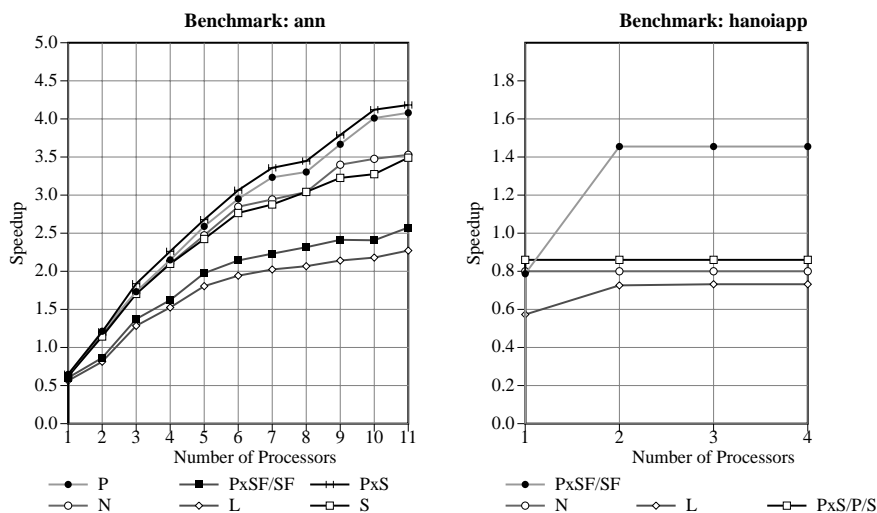 Benchmark: ann
5.0
4.5
4.0
3.5
3.0
2.5
2.0
1.5
1.0
0.5
0.0
Speedup
1 2 3 4 5 6 7 8 9 10 11
Number of Processors
P PxSF/SF PxS
N L S
Benchmark: hanoiapp
1.8
1.6
1.4
1.2
1.0
0.8
0.6
0.4
0.2
0.0
Speedup
1 2 3 4
Number of Processors
PxSF/SF
N L PxS/P/S